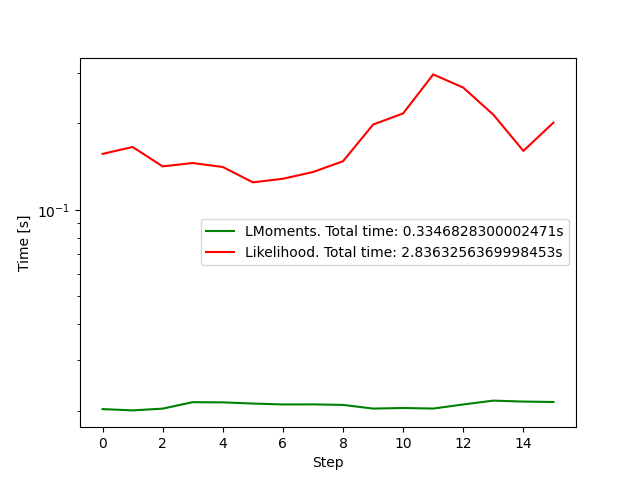 10⁻¹
Time [s]
LMoments. Total time: 0.3346828300002471s
Likelihood. Total time: 2.8363256369998453s
0 2 4 6 8 10 12 14
Step